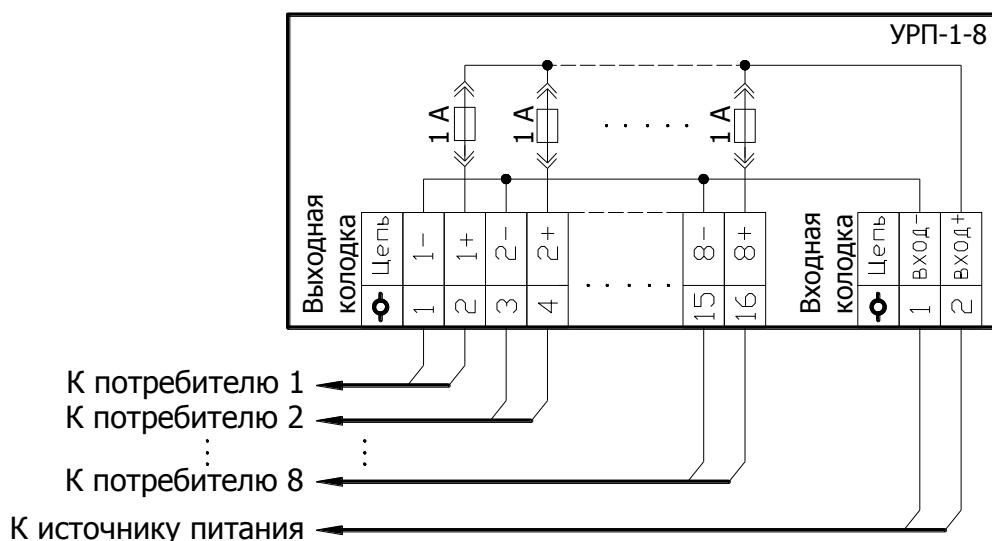 УРП-1-8
1 А
1 А
1 А
Выходная
колодка
Цепь
1-
1+
2-
2+
8-
8+
1
2
3
4
15
16
Входная
колодка
Цепь
ВХОД-
ВХОД+
1
2
К потребителю 1
К потребителю 2
К потребителю 8
К источнику питания